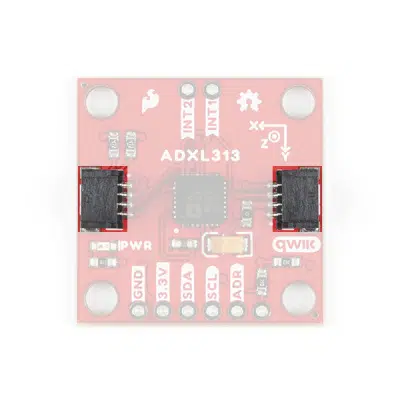 INT2
INT1
X
Z
Y
ADXL313
PWR
qwiic
GND
3.3V
SDA
SCL
ADR